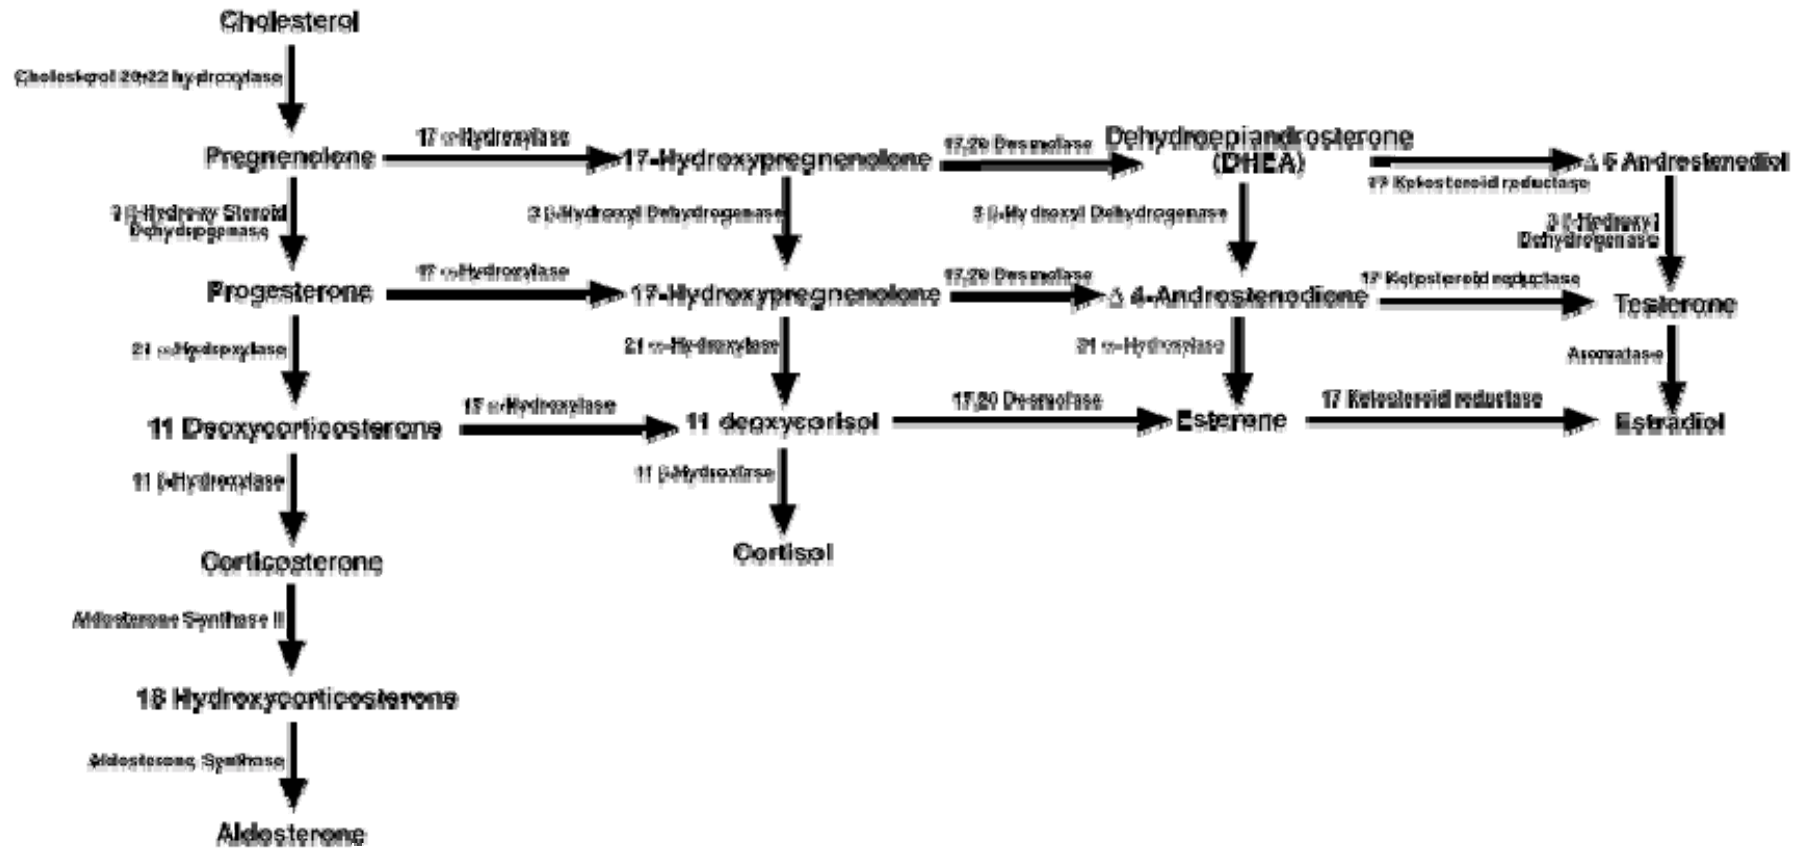 Cholesterol
Cholesterol 20,22 hydroxylase
17 α-Hydroxylase
17,20 Desmolase
Dehydroepiandrosterone
Pregnenolone
17-Hydroxypregnenolone
(DHEA)
Δ 5 Androstenediol
17 Ketosteroid reductase
3 β-Hydroxy Steroid
Dehydrogenase
3 β-Hydroxyl Dehydrogenase
3 β-Hydroxyl Dehydrogenase
3 β-Hydroxyl
Dehydrogenase
17 α-Hydroxylase
17,20 Desmolase
17 Ketosteroid reductase
Progesterone
17-Hydroxypregnenolone
Δ 4-Androstenodione
Testerone
21 α-Hydroxylase
21 α-Hydroxylase
21 α-Hydroxylase
Aromatase
17 α-Hydroxylase
17,20 Desmolase
17 Ketosteroid reductase
11 Deoxycorticosterone
11 deoxycorisol
Esterone
Estradiol
11 β-Hydroxylase
11 β-Hydroxlase
Corticosterone
Cortisol
Aldosterone Synthase II
18 Hydroxycorticosterone
Aldosterone Synthase
Aldosterone